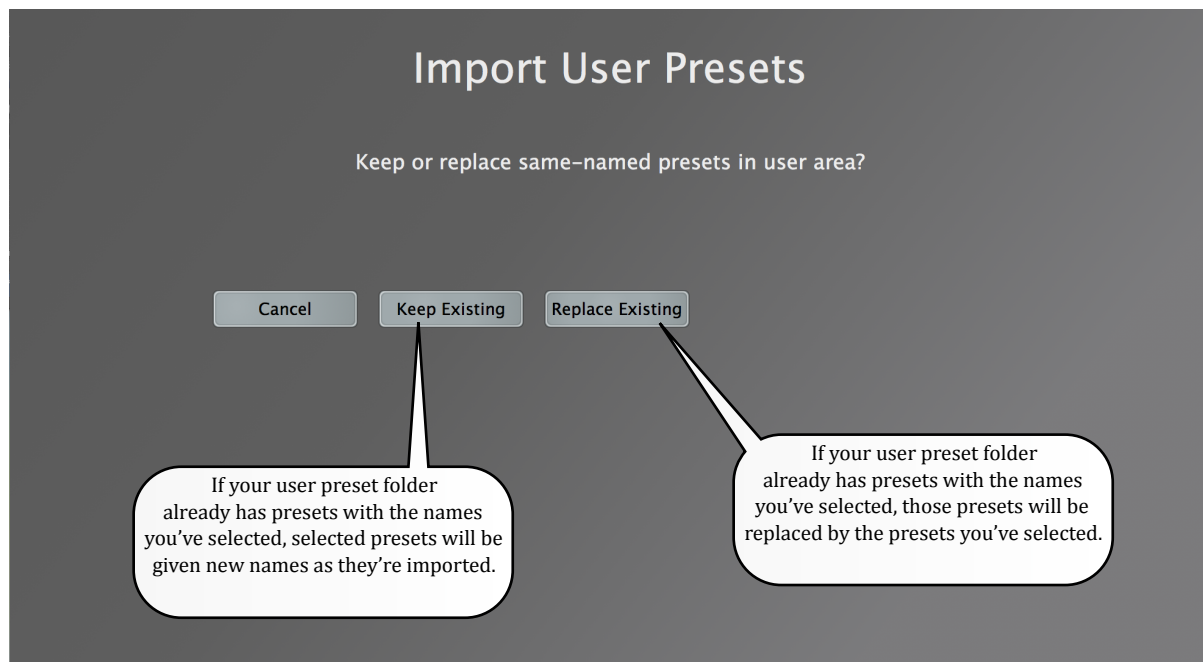 Import User Presets
Keep or replace same-named presets in user area?
Cancel
Keep Existing
Replace Existing
If your user preset folder
already has presets with the names
you’ve selected, selected presets will be
given new names as they’re imported.
If your user preset folder
already has presets with the names
you’ve selected, those presets will be
replaced by the presets you’ve selected.